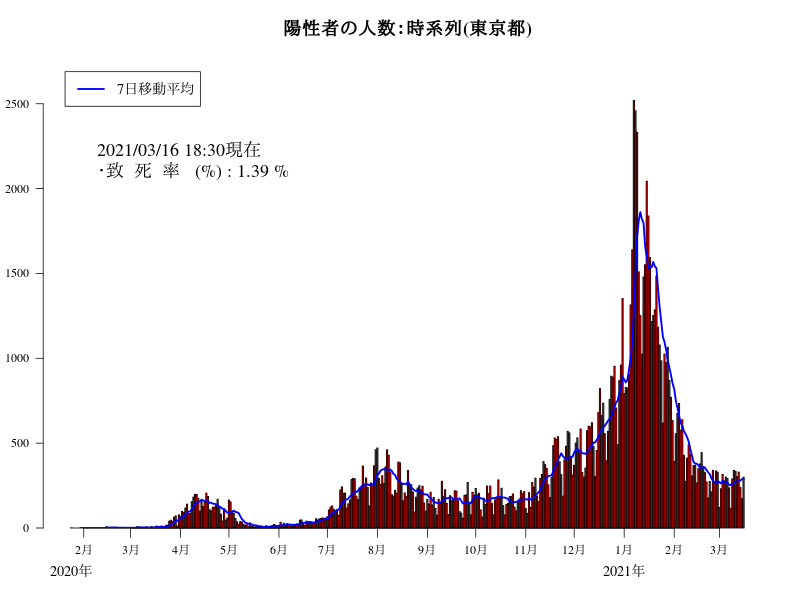 陽性者の人数:時系列(東京都)
7日移動平均
2021/03/16 18:30現在
・致 死 率 (%) : 1.39 %
2500
2000
1500
1000
500
0
2月 3月 4月 5月 6月 7月 8月 9月 10月 11月 12月 1月 2月 3月
2020年 2021年